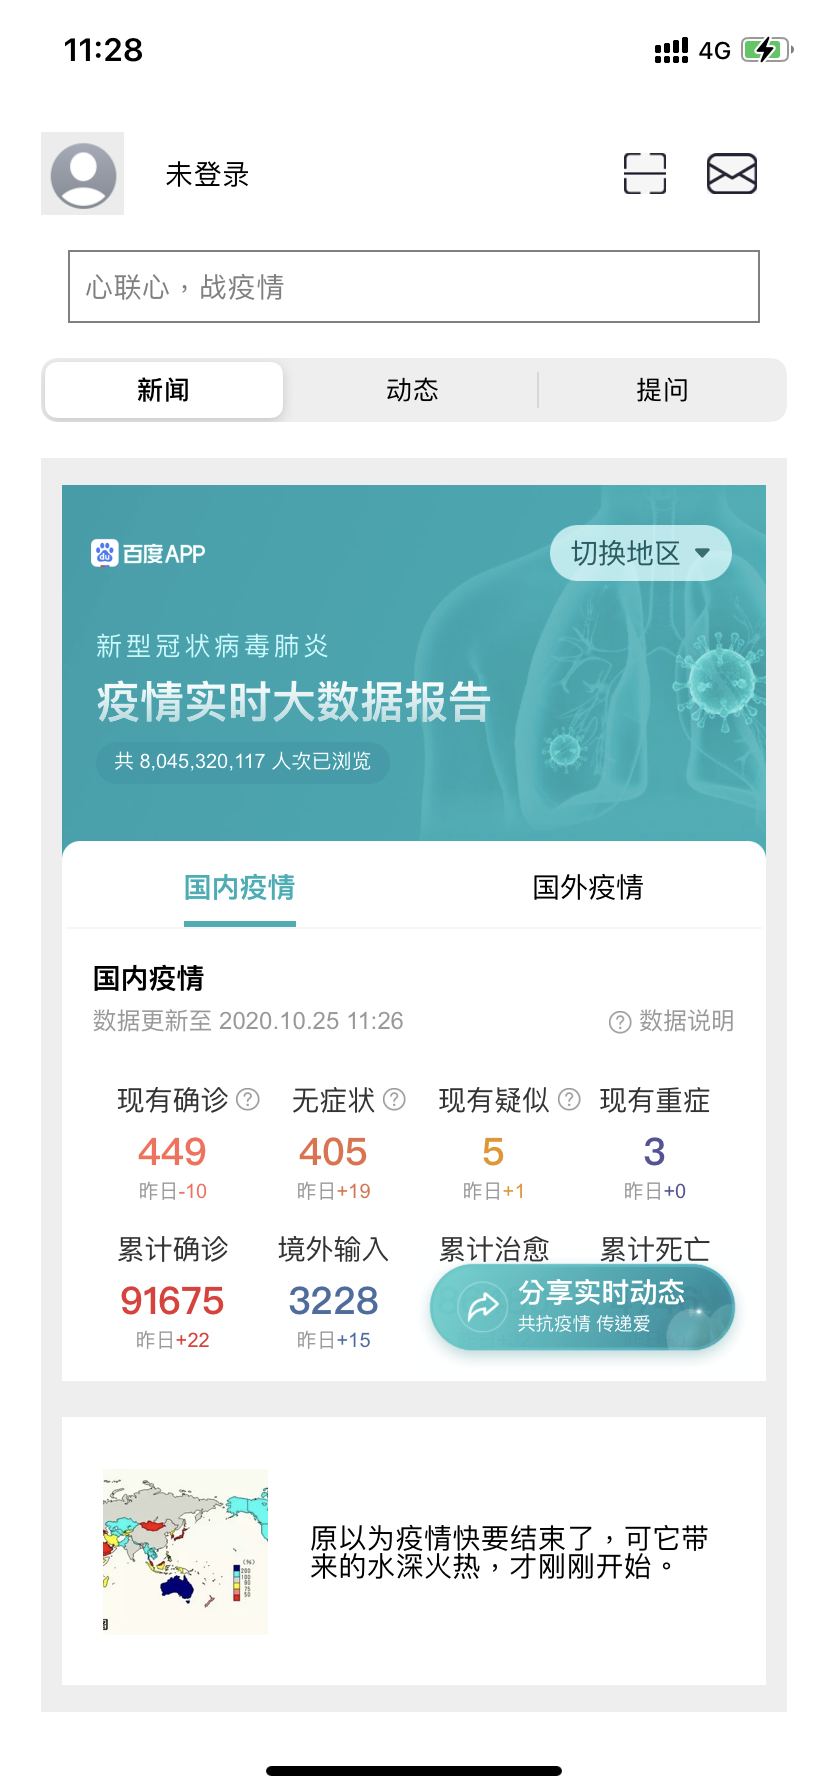 11:28
4G
未登录
心联心，战疫情
新闻 动态 提问
du 百度APP
切换地区
新型冠状病毒肺炎
疫情实时大数据报告
共 8,045,320,117 人次已浏览
国内疫情 国外疫情
国内疫情
数据更新至 2020.10.25 11:26
? 数据说明
现有确诊 ? 无症状 ? 现有疑似 ? 现有重症
449 405 5 3
昨日-10 昨日+19 昨日+1 昨日+0
累计确诊 境外输入 累计治愈 累计死亡
91675 3228
昨日+22 昨日+15
分享实时动态
共抗疫情 传递爱
原以为疫情快要结束了，可它带
来的水深火热，才刚刚开始。